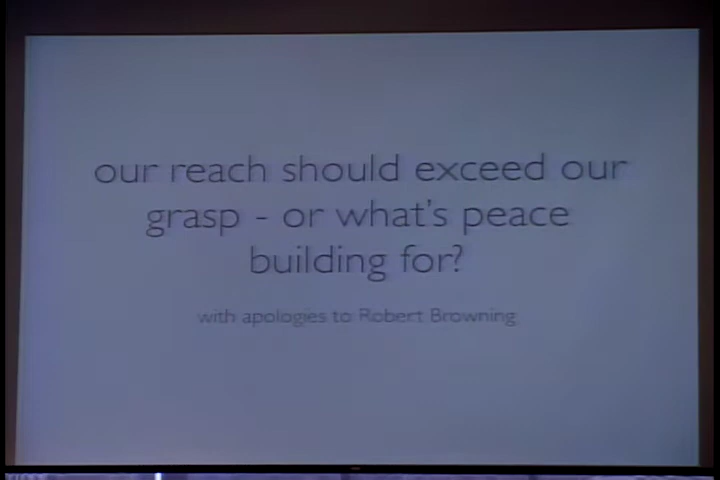 our reach should exceed our
grasp - or what's peace
building for?
with apologies to Robert Browning